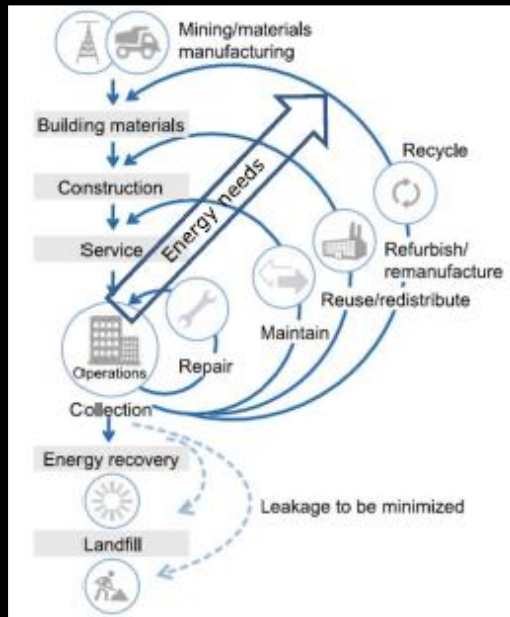 Mining/materials
manufacturing
Building materials
Recycle
Construction
Energy needs
Service
Refurbish/
remanufacture
Reuse/redistribute
Maintain
Repair
Operations
Collection
Energy recovery
Leakage to be minimized
Landfill